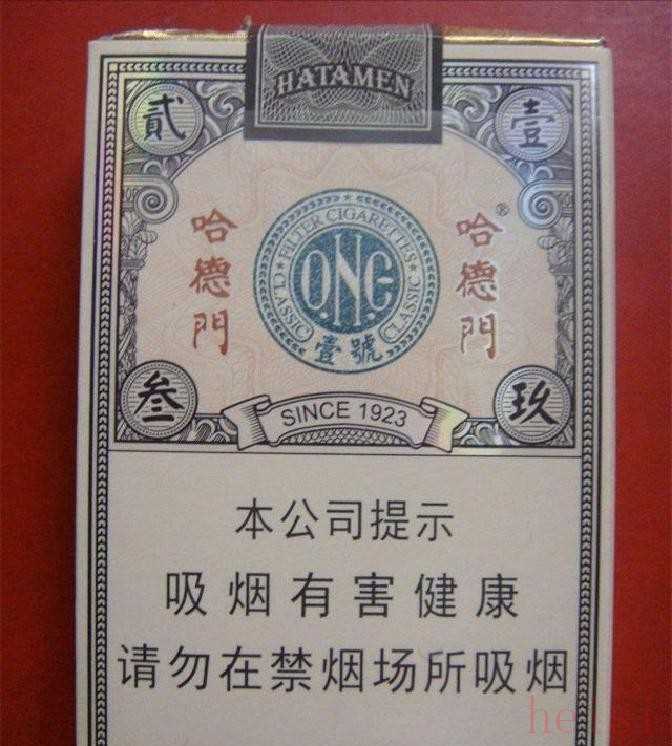 HATAMEN
貳
壹
哈德門
哈德門®
FILTER CIGARETTES
CLASSIC
ONE
CLASSIC
壹號
叁
玖
SINCE 1923
本公司提示
吸烟有害健康
请勿在禁烟场所吸烟